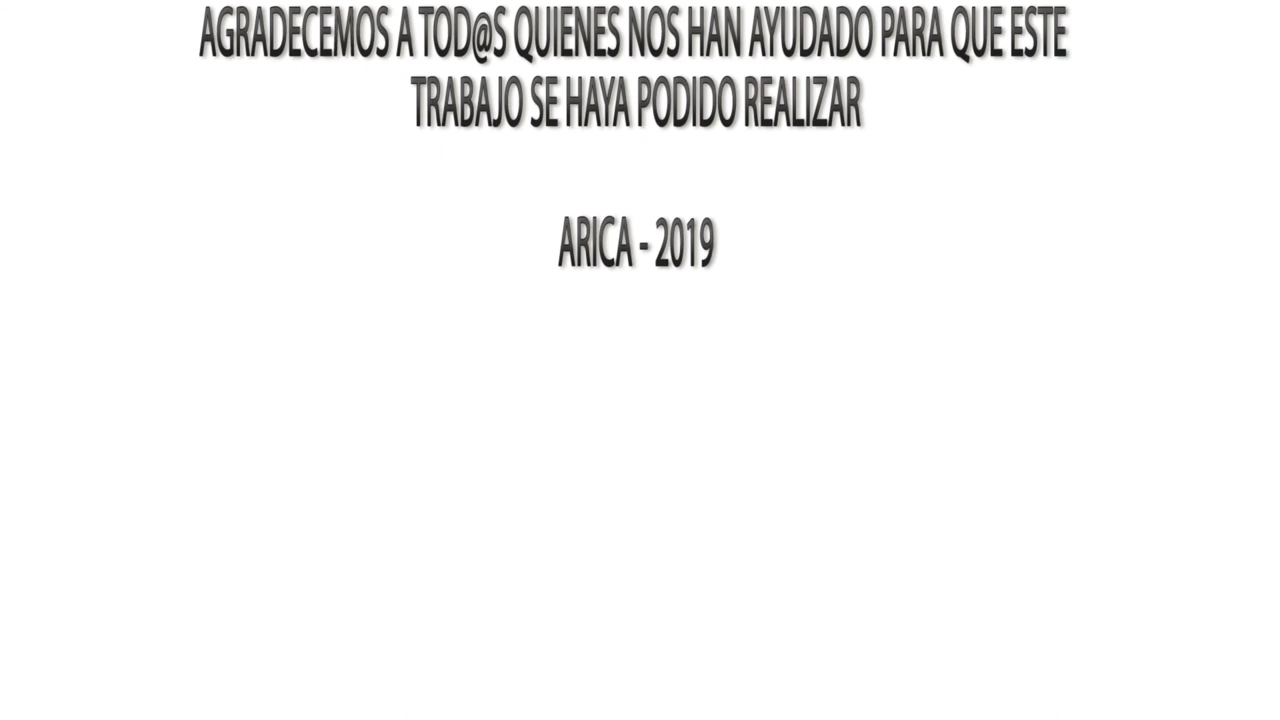 AGRADECEMOS A TOD@S QUIENES NOS HAN AYUDADO PARA QUE ESTE
TRABAJO SE HAYA PODIDO REALIZAR
ARICA - 2019